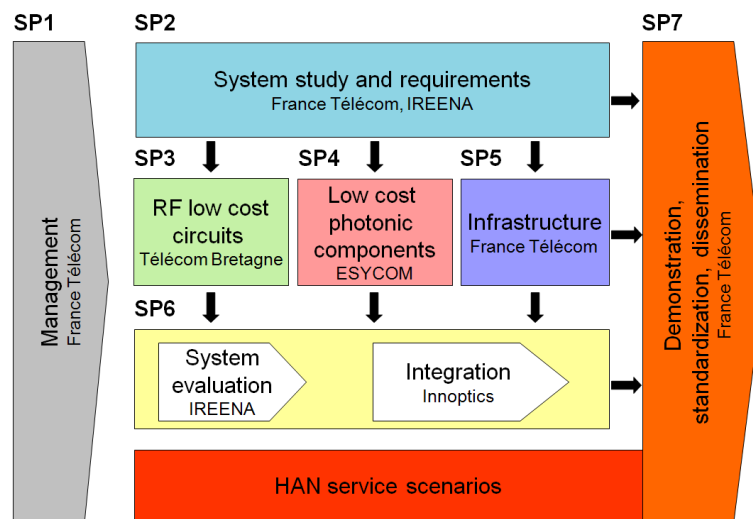 SP1
SP2
SP7
System study and requirements
France Télécom, IREENA
SP3
SP4
SP5
RF low cost
circuits
Télécom Bretagne
Low cost
photonic
components
ESYCOM
Infrastructure
France Télécom
Management
France Télécom
Demonstration,
standardization, dissemination
France Télécom
SP6
System
evaluation
IREENA
Integration
Innoptics
HAN service scenarios